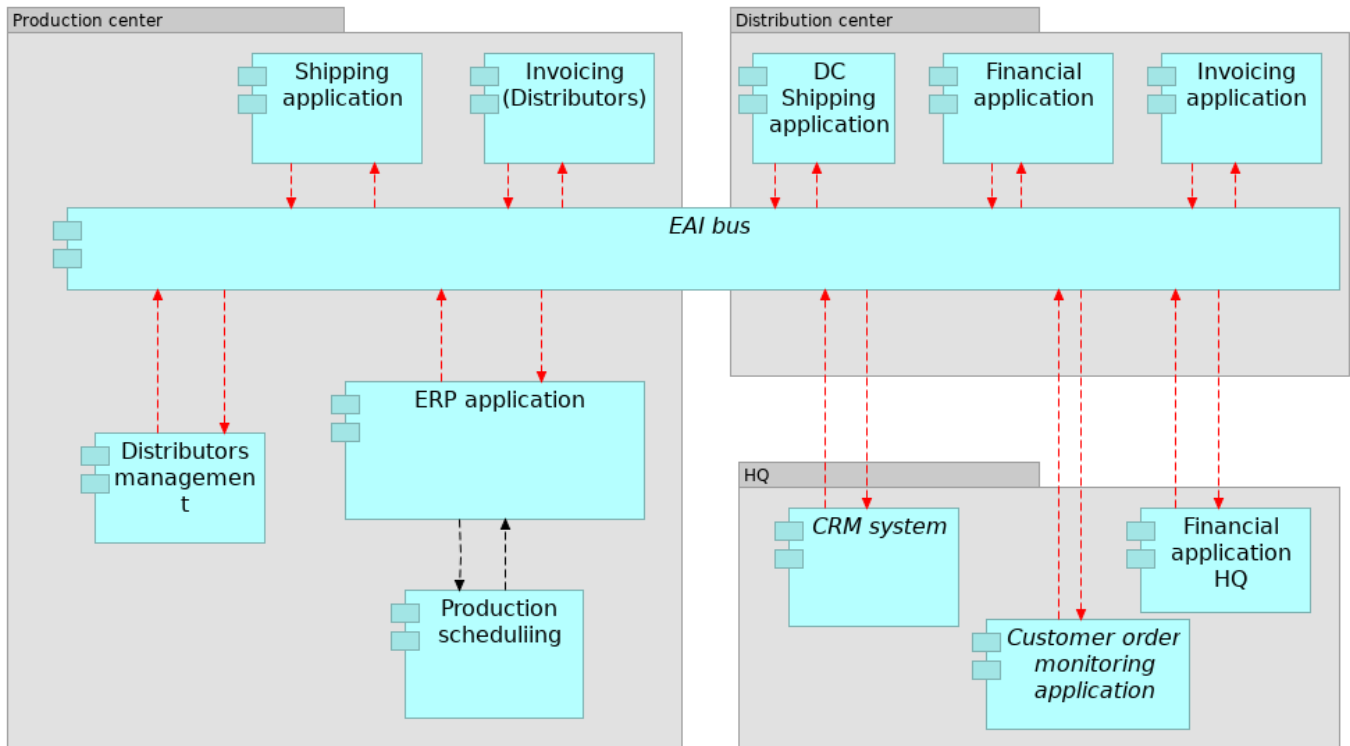 Production center
Distribution center
Shipping
application
Invoicing
(Distributors)
DC
Shipping
application
Financial
application
Invoicing
application
EAI bus
ERP application
Distributors
managemen
t
HQ
CRM system
Financial
application
HQ
Production
scheduliing
Customer order
monitoring
application